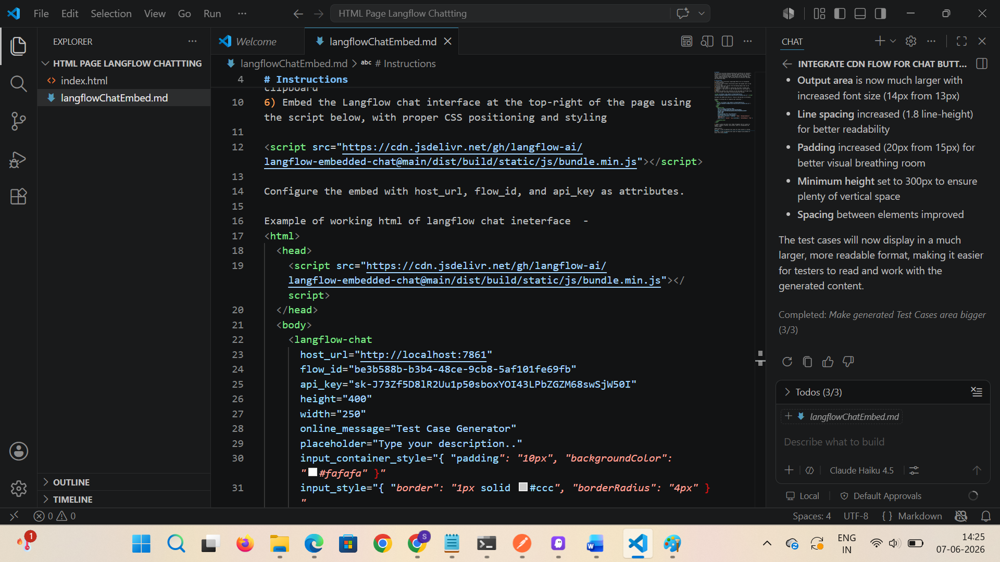 File Edit Selection View Go Run ···
HTML Page Langflow Chattting
EXPLORER
HTML PAGE LANGFLOW CHATTTING
index.html
langflowChatEmbed.md
OUTLINE
TIMELINE
Welcome
langflowChatEmbed.md
langflowChatEmbed.md > abc # Instructions
4 # Instructions
clipboard
10 6) Embed the Langflow chat interface at the top-right of the page using
the script below, with proper CSS positioning and styling
11
12 <script src="https://cdn.jsdelivr.net/gh/langflow-ai/
langflow-embedded-chat@main/dist/build/static/js/bundle.min.js"></script>
13
14 Configure the embed with host_url, flow_id, and api_key as attributes.
15
16 Example of working html of langflow chat ineterface -
17 <html>
18 <head>
19 <script src="https://cdn.jsdelivr.net/gh/langflow-ai/
langflow-embedded-chat@main/dist/build/static/js/bundle.min.js"></
script>
20 </head>
21 <body>
22 <langflow-chat
23 host_url="http://localhost:7861"
24 flow_id="be3b588b-b3b4-48ce-9cb8-5af101fe69fb"
25 api_key="sk-J73Zf5D8lR2Uu1p50sboxYOI43LPbZGZM68swSjW50I"
26 height="400"
27 width="250"
28 online_message="Test Case Generator"
29 placeholder="Type your description.."
30 input_container_style="{ "padding": "10px", "backgroundColor":
"#fafafa" }"
31 input_style="{ "border": "1px solid #ccc", "borderRadius": "4px" }
"
CHAT
INTEGRATE CDN FLOW FOR CHAT BUTT...
• Output area is now much larger with
increased font size (14px from 13px)
• Line spacing increased (1.8 line-height)
for better readability
• Padding increased (20px from 15px) for
better visual breathing room
• Minimum height set to 300px to ensure
plenty of vertical space
• Spacing between elements improved
The test cases will now display in a much
larger, more readable format, making it easier
for testers to read and work with the
generated content.
Completed: Make generated Test Cases area bigger
(3/3)
Todos (3/3)
langflowChatEmbed.md
Describe what to build
Claude Haiku 4.5
Local
Default Approvals
0 0
Spaces: 4 UTF-8 { } Markdown
1
S
W
ENG
IN
14:25
07-06-2026